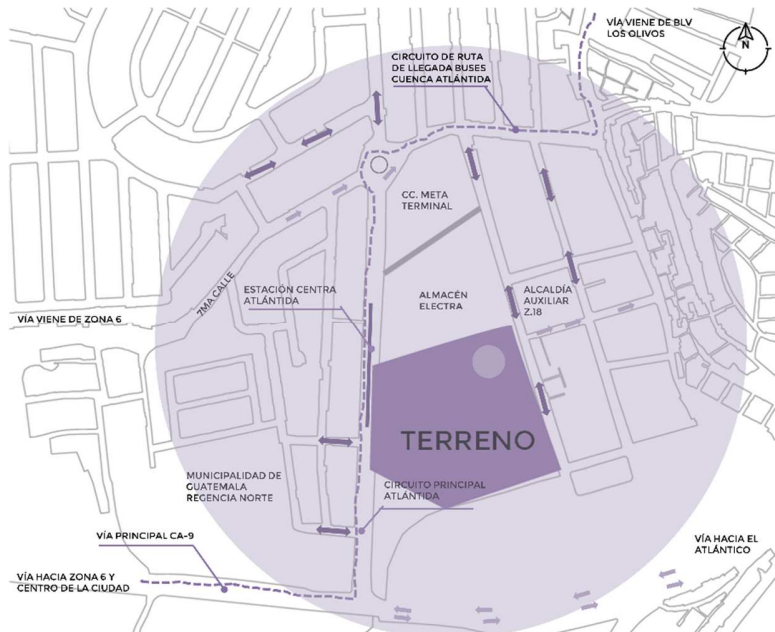 VÍA VIENE DE BLV
LOS OLIVOS
N
CIRCUITO DE RUTA
DE LLEGADA BUSES
CUENCA ATLÁNTIDA
CC. META
TERMINAL
7MA CALLE
ESTACIÓN CENTRA
ATLÁNTIDA
ALMACÉN
ELECTRA
ALCALDÍA
AUXILIAR
Z.18
VÍA VIENE DE ZONA 6
TERRENO
MUNICIPALIDAD DE
GUATEMALA
REGENCIA NORTE
CIRCUITO PRINCIPAL
ATLÁNTIDA
VÍA PRINCIPAL CA-9
VÍA HACIA EL
ATLÁNTICO
VÍA HACIA ZONA 6 Y
CENTRO DE LA CIUDAD